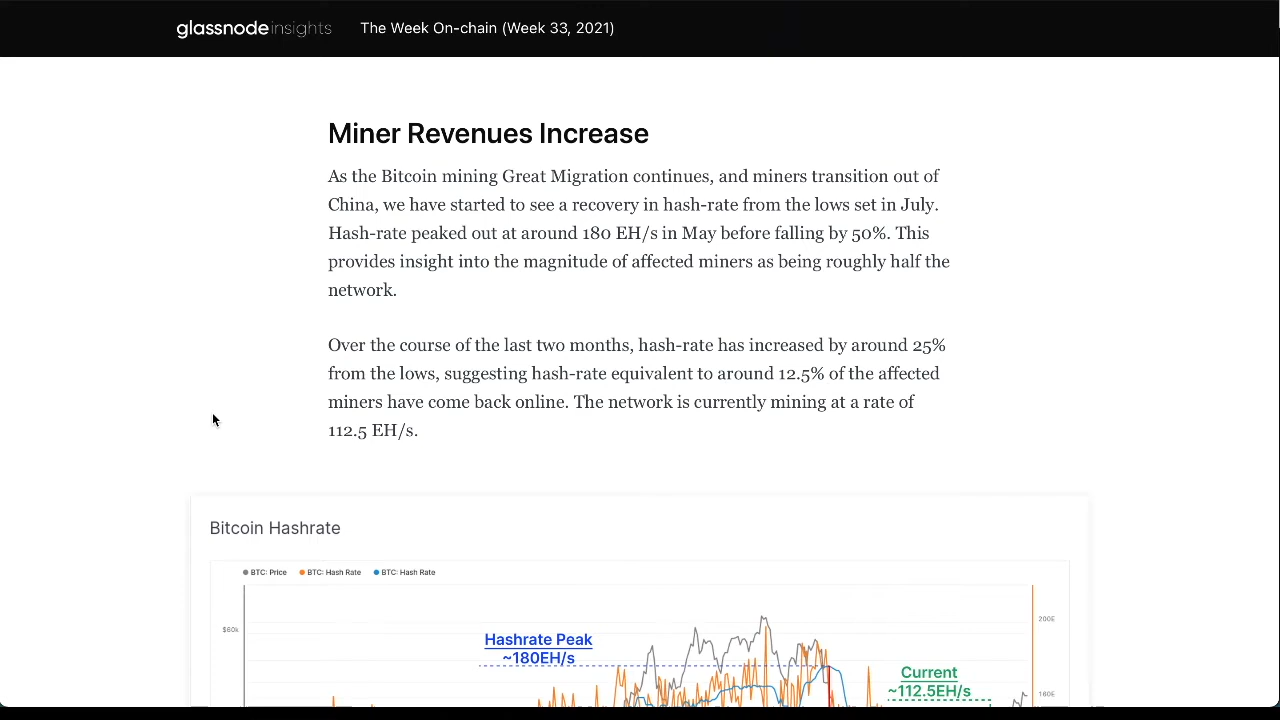 glassnode insights The Week On-chain (Week 33, 2021)
Miner Revenues Increase
As the Bitcoin mining Great Migration continues, and miners transition out of
China, we have started to see a recovery in hash-rate from the lows set in July.
Hash-rate peaked out at around 180 EH/s in May before falling by 50%. This
provides insight into the magnitude of affected miners as being roughly half the
network.
Over the course of the last two months, hash-rate has increased by around 25%
from the lows, suggesting hash-rate equivalent to around 12.5% of the affected
miners have come back online. The network is currently mining at a rate of
112.5 EH/s.
Bitcoin Hashrate
BTC: Price BTC: Hash Rate BTC: Hash Rate
200E
$60k
Hashrate Peak
~180EH/s
Current
~112.5EH/s
160E